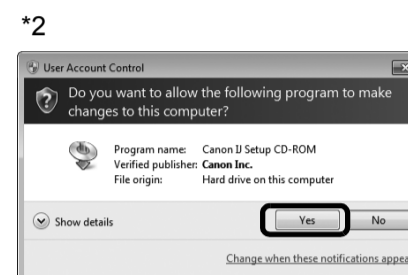 *2
User Account Control
Do you want to allow the following program to make
changes to this computer?
Program name: Canon IJ Setup CD-ROM
Verified publisher: Canon Inc.
File origin: Hard drive on this computer
Show details
Yes
No
Change when these notifications appea